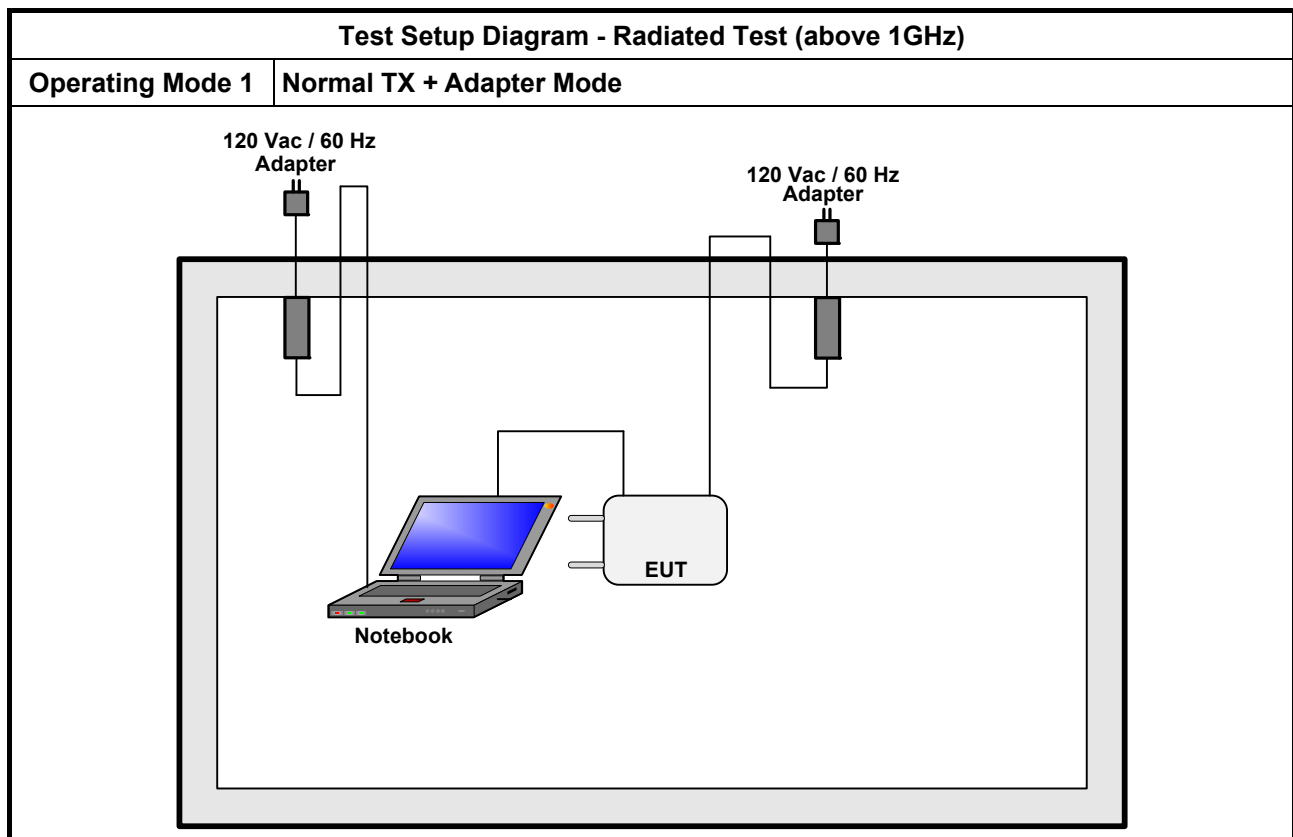 Test Setup Diagram - Radiated Test (above 1GHz)
Operating Mode 1 Normal TX + Adapter Mode
120 Vac / 60 Hz
Adapter
120 Vac / 60 Hz
Adapter
EUT
Notebook